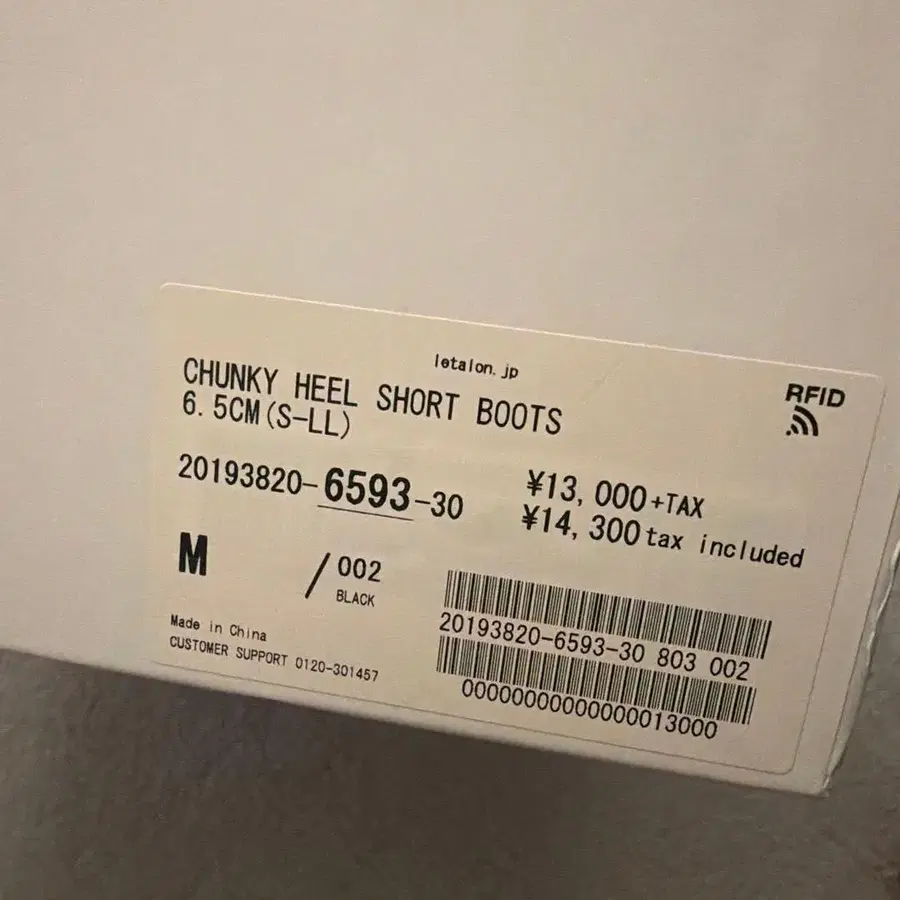 letalon.jp
CHUNKY HEEL SHORT BOOTS
6.5CM(S-LL)
RFID
20193820-6593-30
¥13,000+TAX
¥14,300tax included
M
/ 002
BLACK
Made in China
CUSTOMER SUPPORT 0120-301457
20193820-6593-30 803 002
0000000000000013000